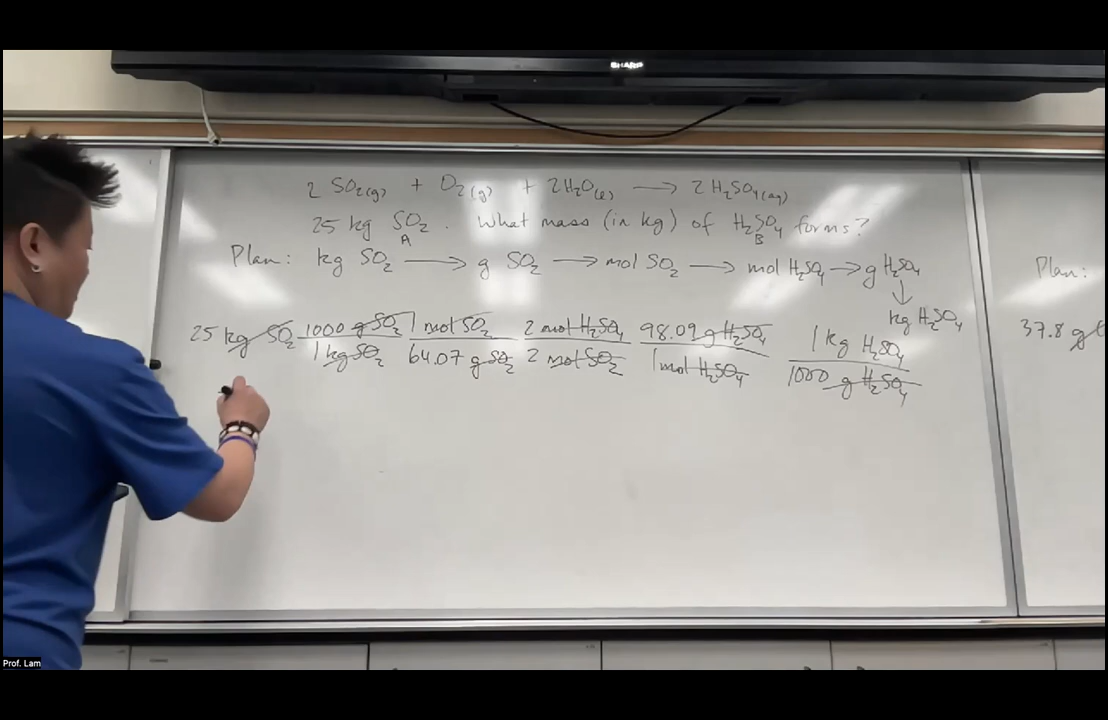 SHARP
2 SO₂(g) + O₂(g) + 2H₂O(ℓ) → 2 H₂SO₄(aq)
25 kg SO₂. What mass (in kg) of H₂SO₄ forms?
A B
Plan: kg SO₂ → g SO₂ → mol SO₂ → mol H₂SO₄ → g H₂SO₄
↓
kg H₂SO₄
25 kg SO₂ 1000 g SO₂ 1 mol SO₂ 2 mol H₂SO₄ 98.09 g H₂SO₄ 1 kg H₂SO₄
1 kg SO₂ 64.07 g SO₂ 2 mol SO₂ 1 mol H₂SO₄ 1000 g H₂SO₄
Plan:
37.8 g
Prof. Lam